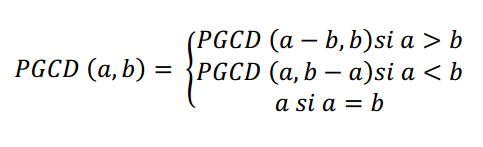 PGCD (a − b, b)si a > b
PGCD (a, b) = { PGCD (a, b − a)si a < b
a si a = b